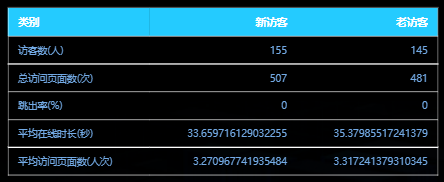 类别 新访客 老访客
访客数(人) 155 145
总访问页面数(次) 507 481
跳出率(%) 0 0
平均在线时长(秒) 33.659716129032255 35.37985517241379
平均访问页面数(人次) 3.270967741935484 3.317241379310345